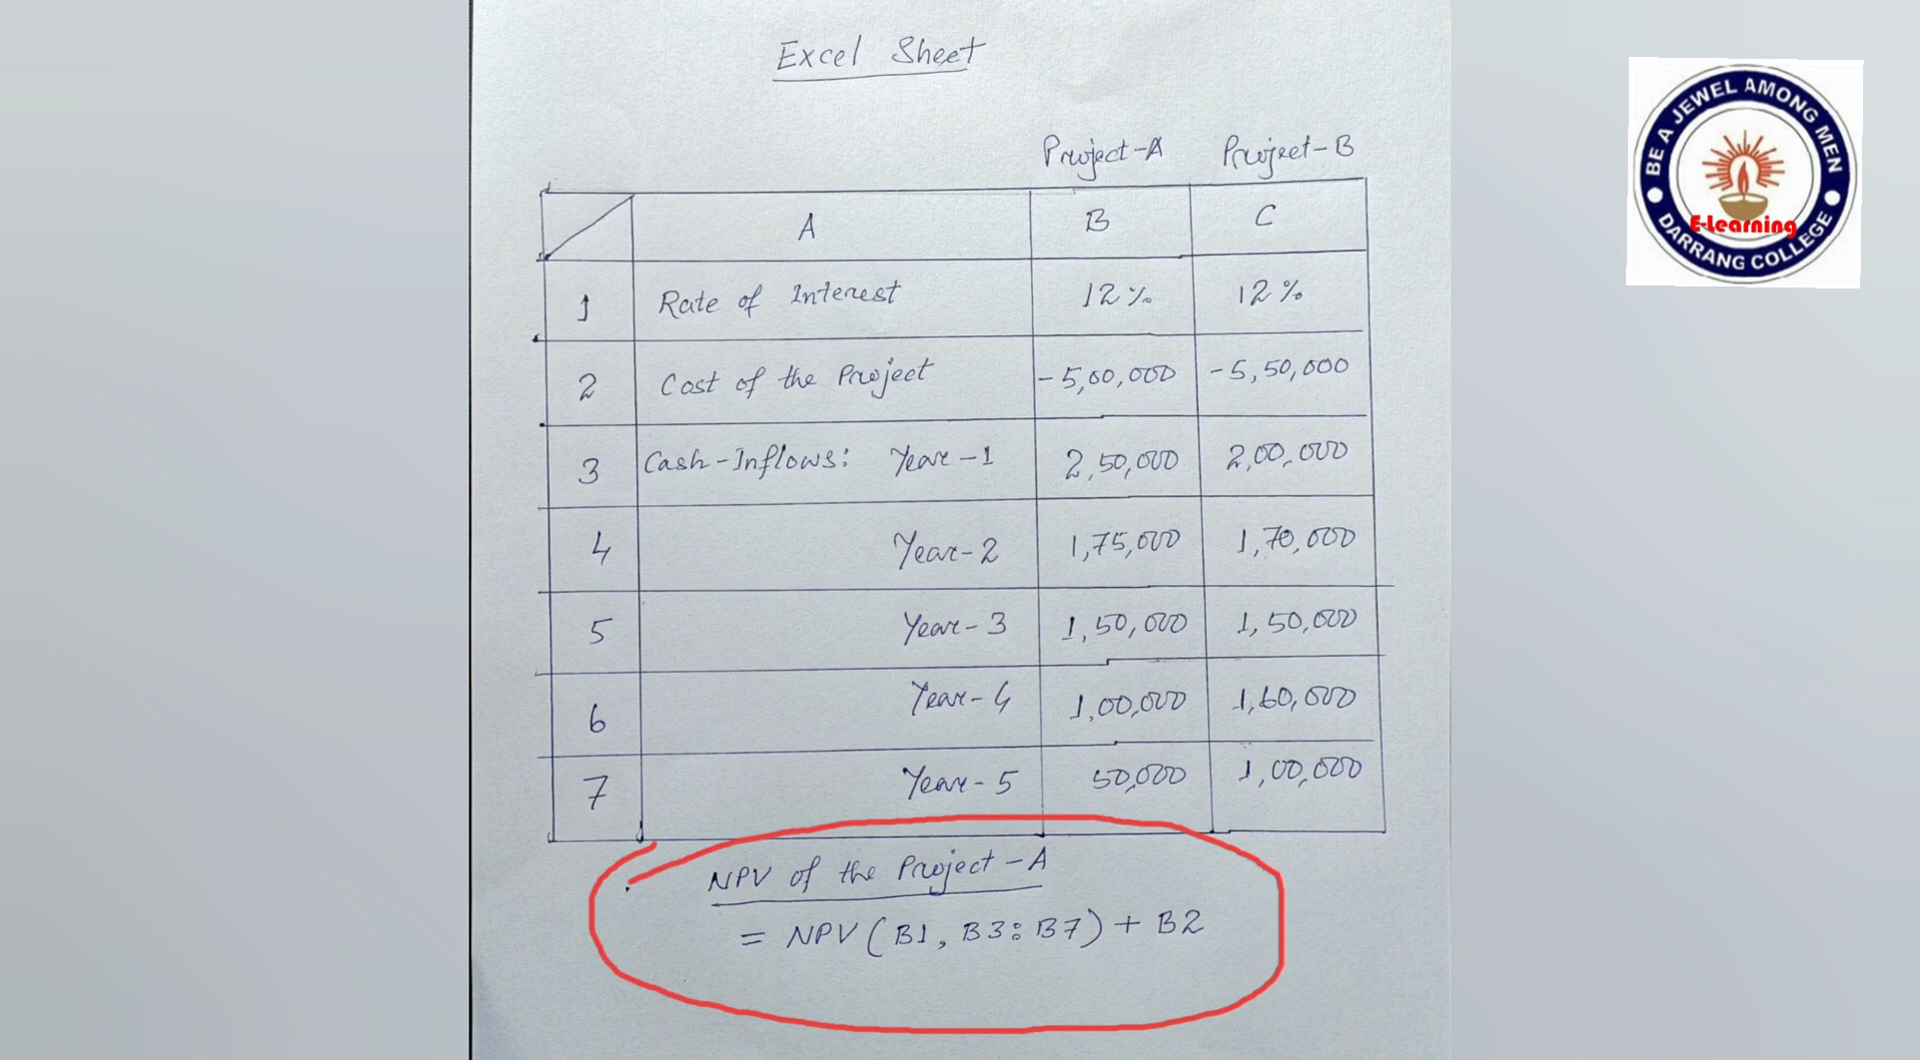 Excel Sheet
Project-A Project-B
A B C
1 Rate of Interest 12% 12%
2 Cost of the Project -5,00,000 -5,50,000
3 Cash-Inflows: Year-1 2,50,000 2,00,000
4 Year-2 1,75,000 1,70,000
5 Year-3 1,50,000 1,50,000
6 Year-4 1,00,000 1,60,000
7 Year-5 50,000 1,00,000
NPV of the Project-A
= NPV(B1, B3:B7) + B2
BE A JEWEL AMONG MEN
E-Learning
DARRANG COLLEGE